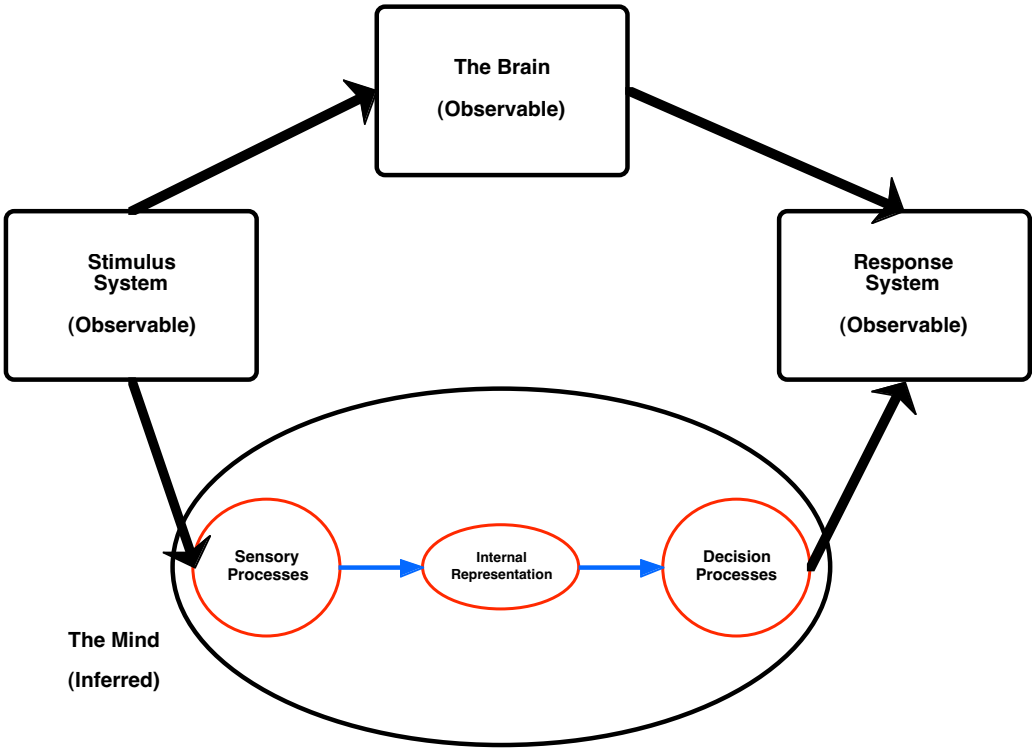 The Brain
(Observable)
Stimulus
System
(Observable)
Response
System
(Observable)
Sensory
Processes
Internal
Representation
Decision
Processes
The Mind
(Inferred)